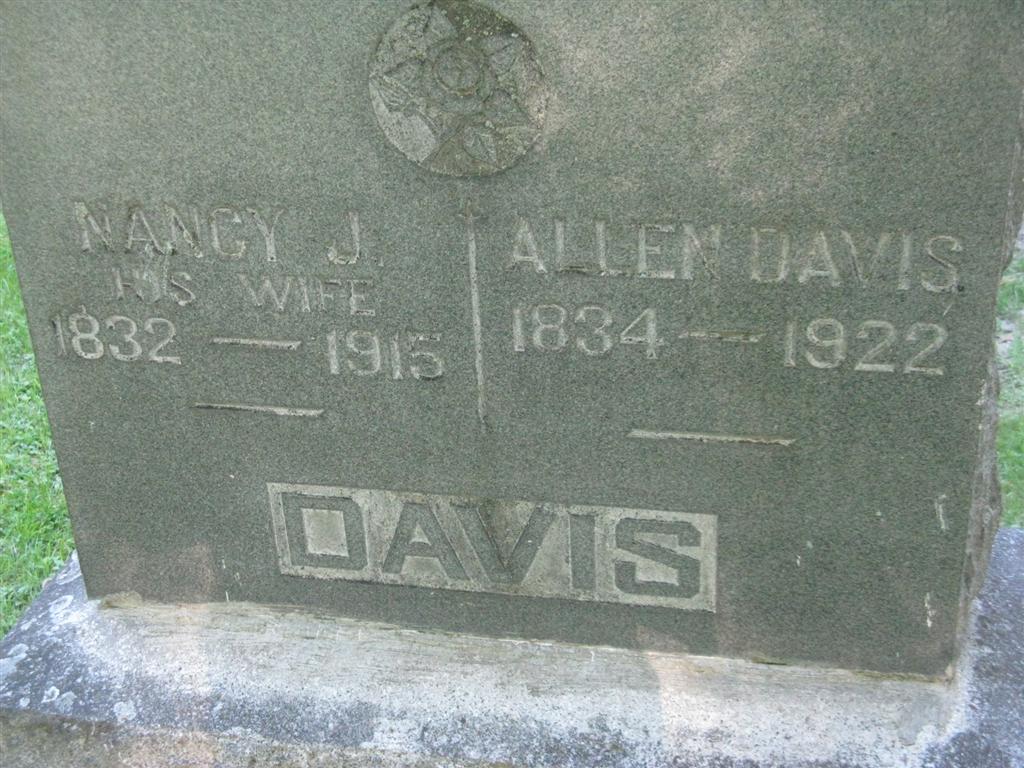 NANCY J.
HIS WIFE
1832 — 1915
ALLEN DAVIS
1834 — 1922
DAVIS